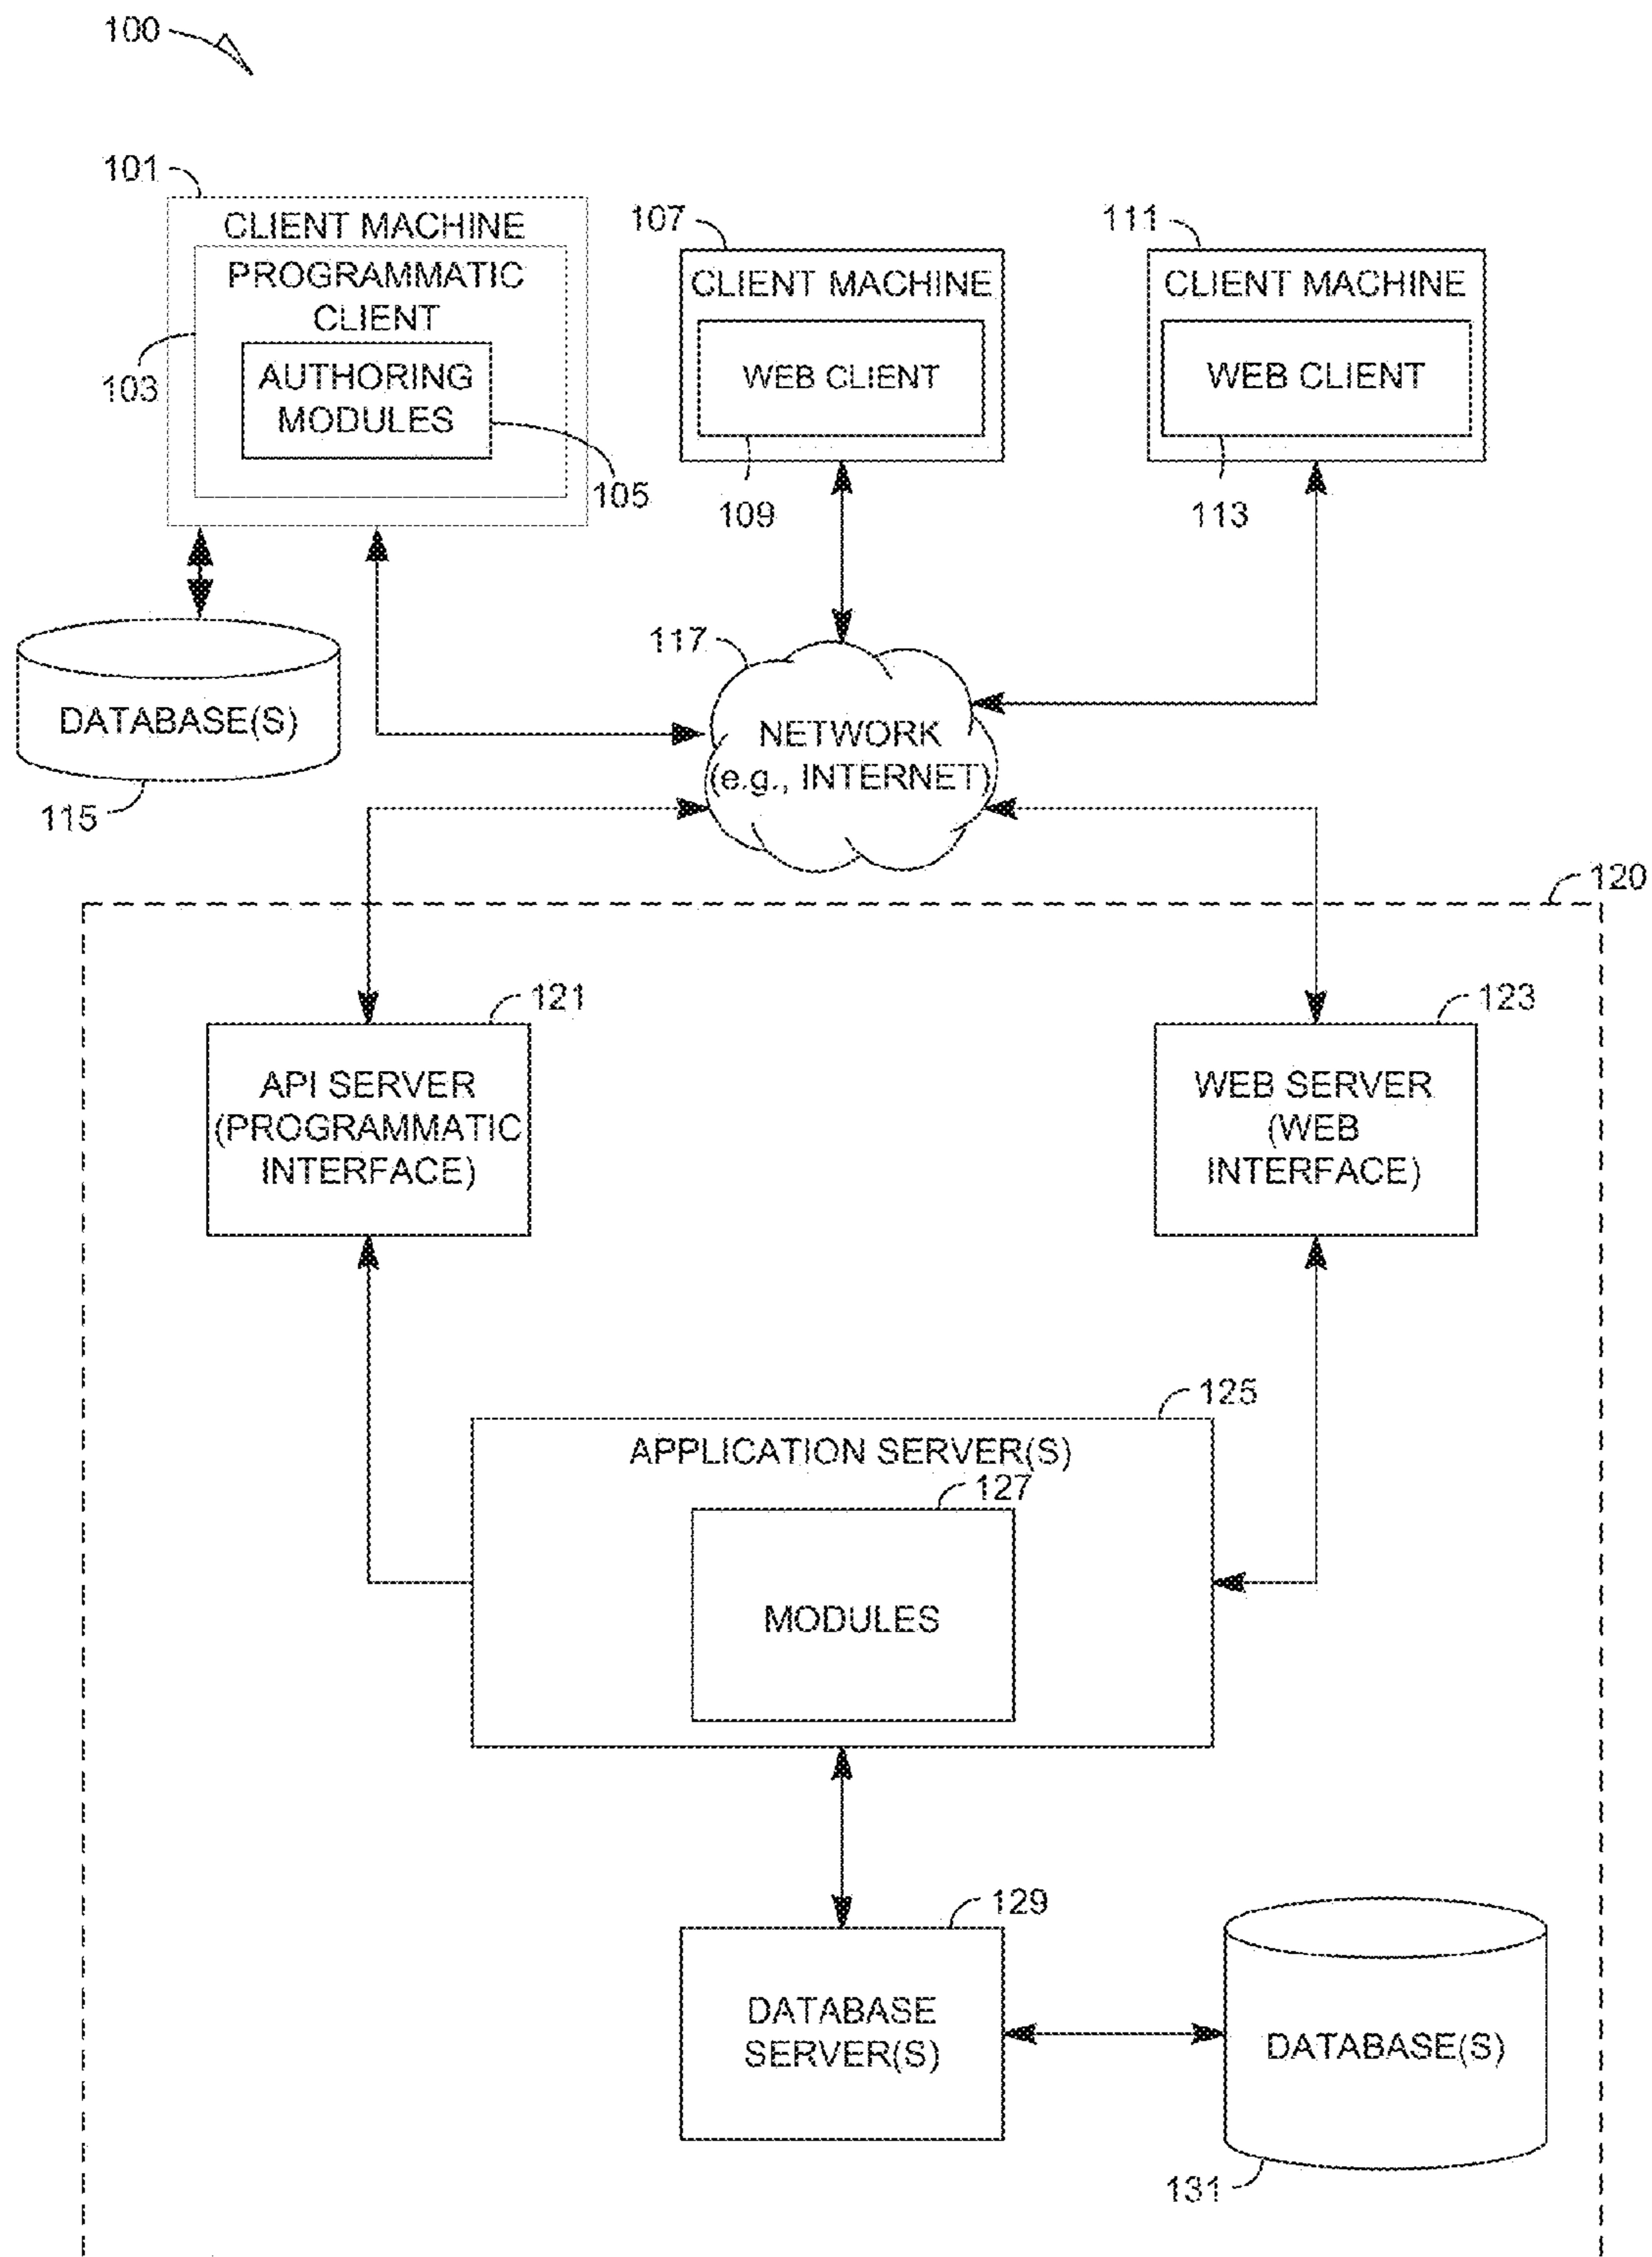 100
101
CLIENT MACHINE
PROGRAMMATIC
CLIENT
103
AUTHORING
MODULES
105
107
CLIENT MACHINE
WEB CLIENT
109
111
CLIENT MACHINE
WEB CLIENT
113
DATABASE(S)
115
117
NETWORK
(e.g., INTERNET)
120
121
API SERVER
(PROGRAMMATIC
INTERFACE)
123
WEB SERVER
(WEB
INTERFACE)
125
APPLICATION SERVER(S)
127
MODULES
129
DATABASE
SERVER(S)
DATABASE(S)
131